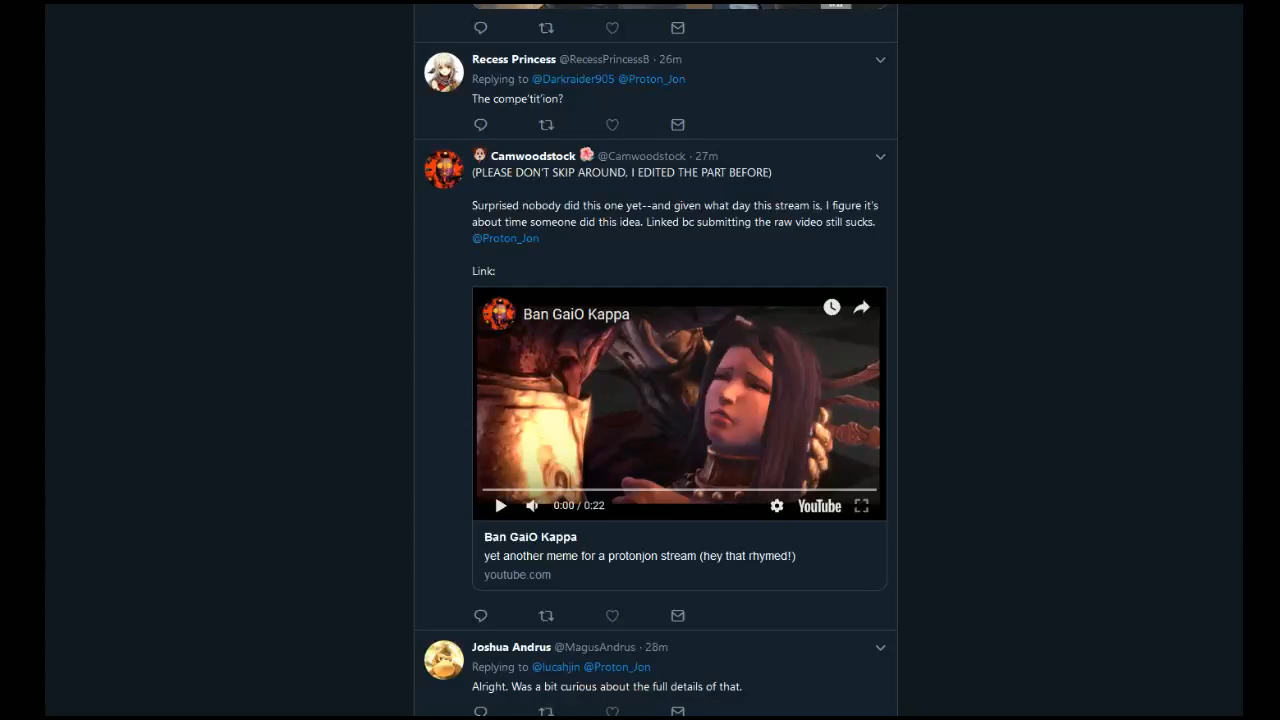 Recess Princess @RecessPrincessB · 26m
Replying to @Darkraider905 @Proton_Jon
The compe'tit'ion?
Camwoodstock @Camwoodstock · 27m
(PLEASE DON'T SKIP AROUND, I EDITED THE PART BEFORE)
Surprised nobody did this one yet--and given what day this stream is, I figure it's
about time someone did this idea. Linked bc submitting the raw video still sucks.
@Proton_Jon
Link:
Ban GaiO Kappa
0:00 / 0:22
YouTube
Ban GaiO Kappa
yet another meme for a protonjon stream (hey that rhymed!)
youtube.com
Joshua Andrus @MagusAndrus · 28m
Replying to @lucahjin @Proton_Jon
Alright. Was a bit curious about the full details of that.